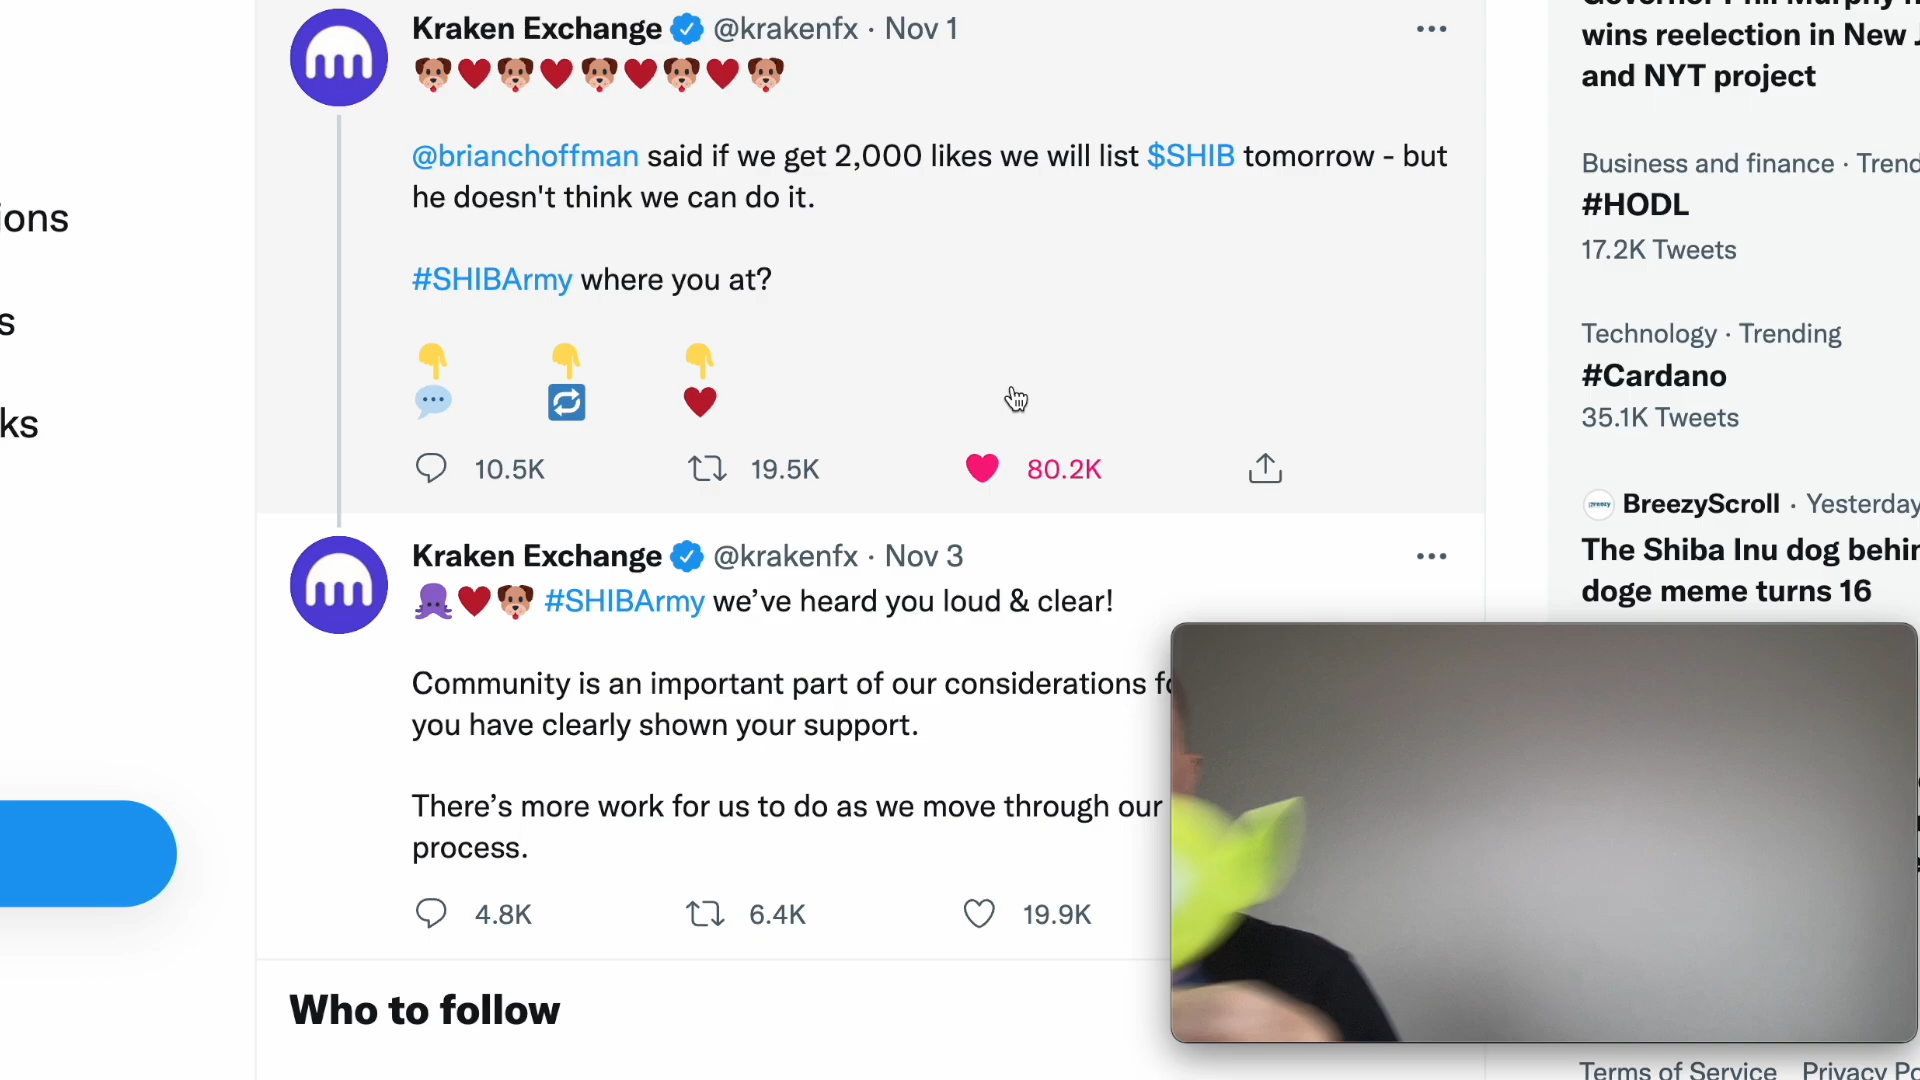 Kraken Exchange @krakenfx · Nov 1
@brianchoffman said if we get 2,000 likes we will list $SHIB tomorrow - but
he doesn't think we can do it.
#SHIBArmy where you at?
10.5K 19.5K 80.2K
Kraken Exchange @krakenfx · Nov 3
#SHIBArmy we’ve heard you loud & clear!
Community is an important part of our considerations
you have clearly shown your support.
There’s more work for us to do as we move through our
process.
4.8K 6.4K 19.9K
Who to follow
ions
s
ks
Governor Phil Murphy
wins reelection in New
and NYT project
Business and finance · Trend
#HODL
17.2K Tweets
Technology · Trending
#Cardano
35.1K Tweets
BreezyScroll · Yesterday
The Shiba Inu dog behin
doge meme turns 16
Terms of Service Privacy Po